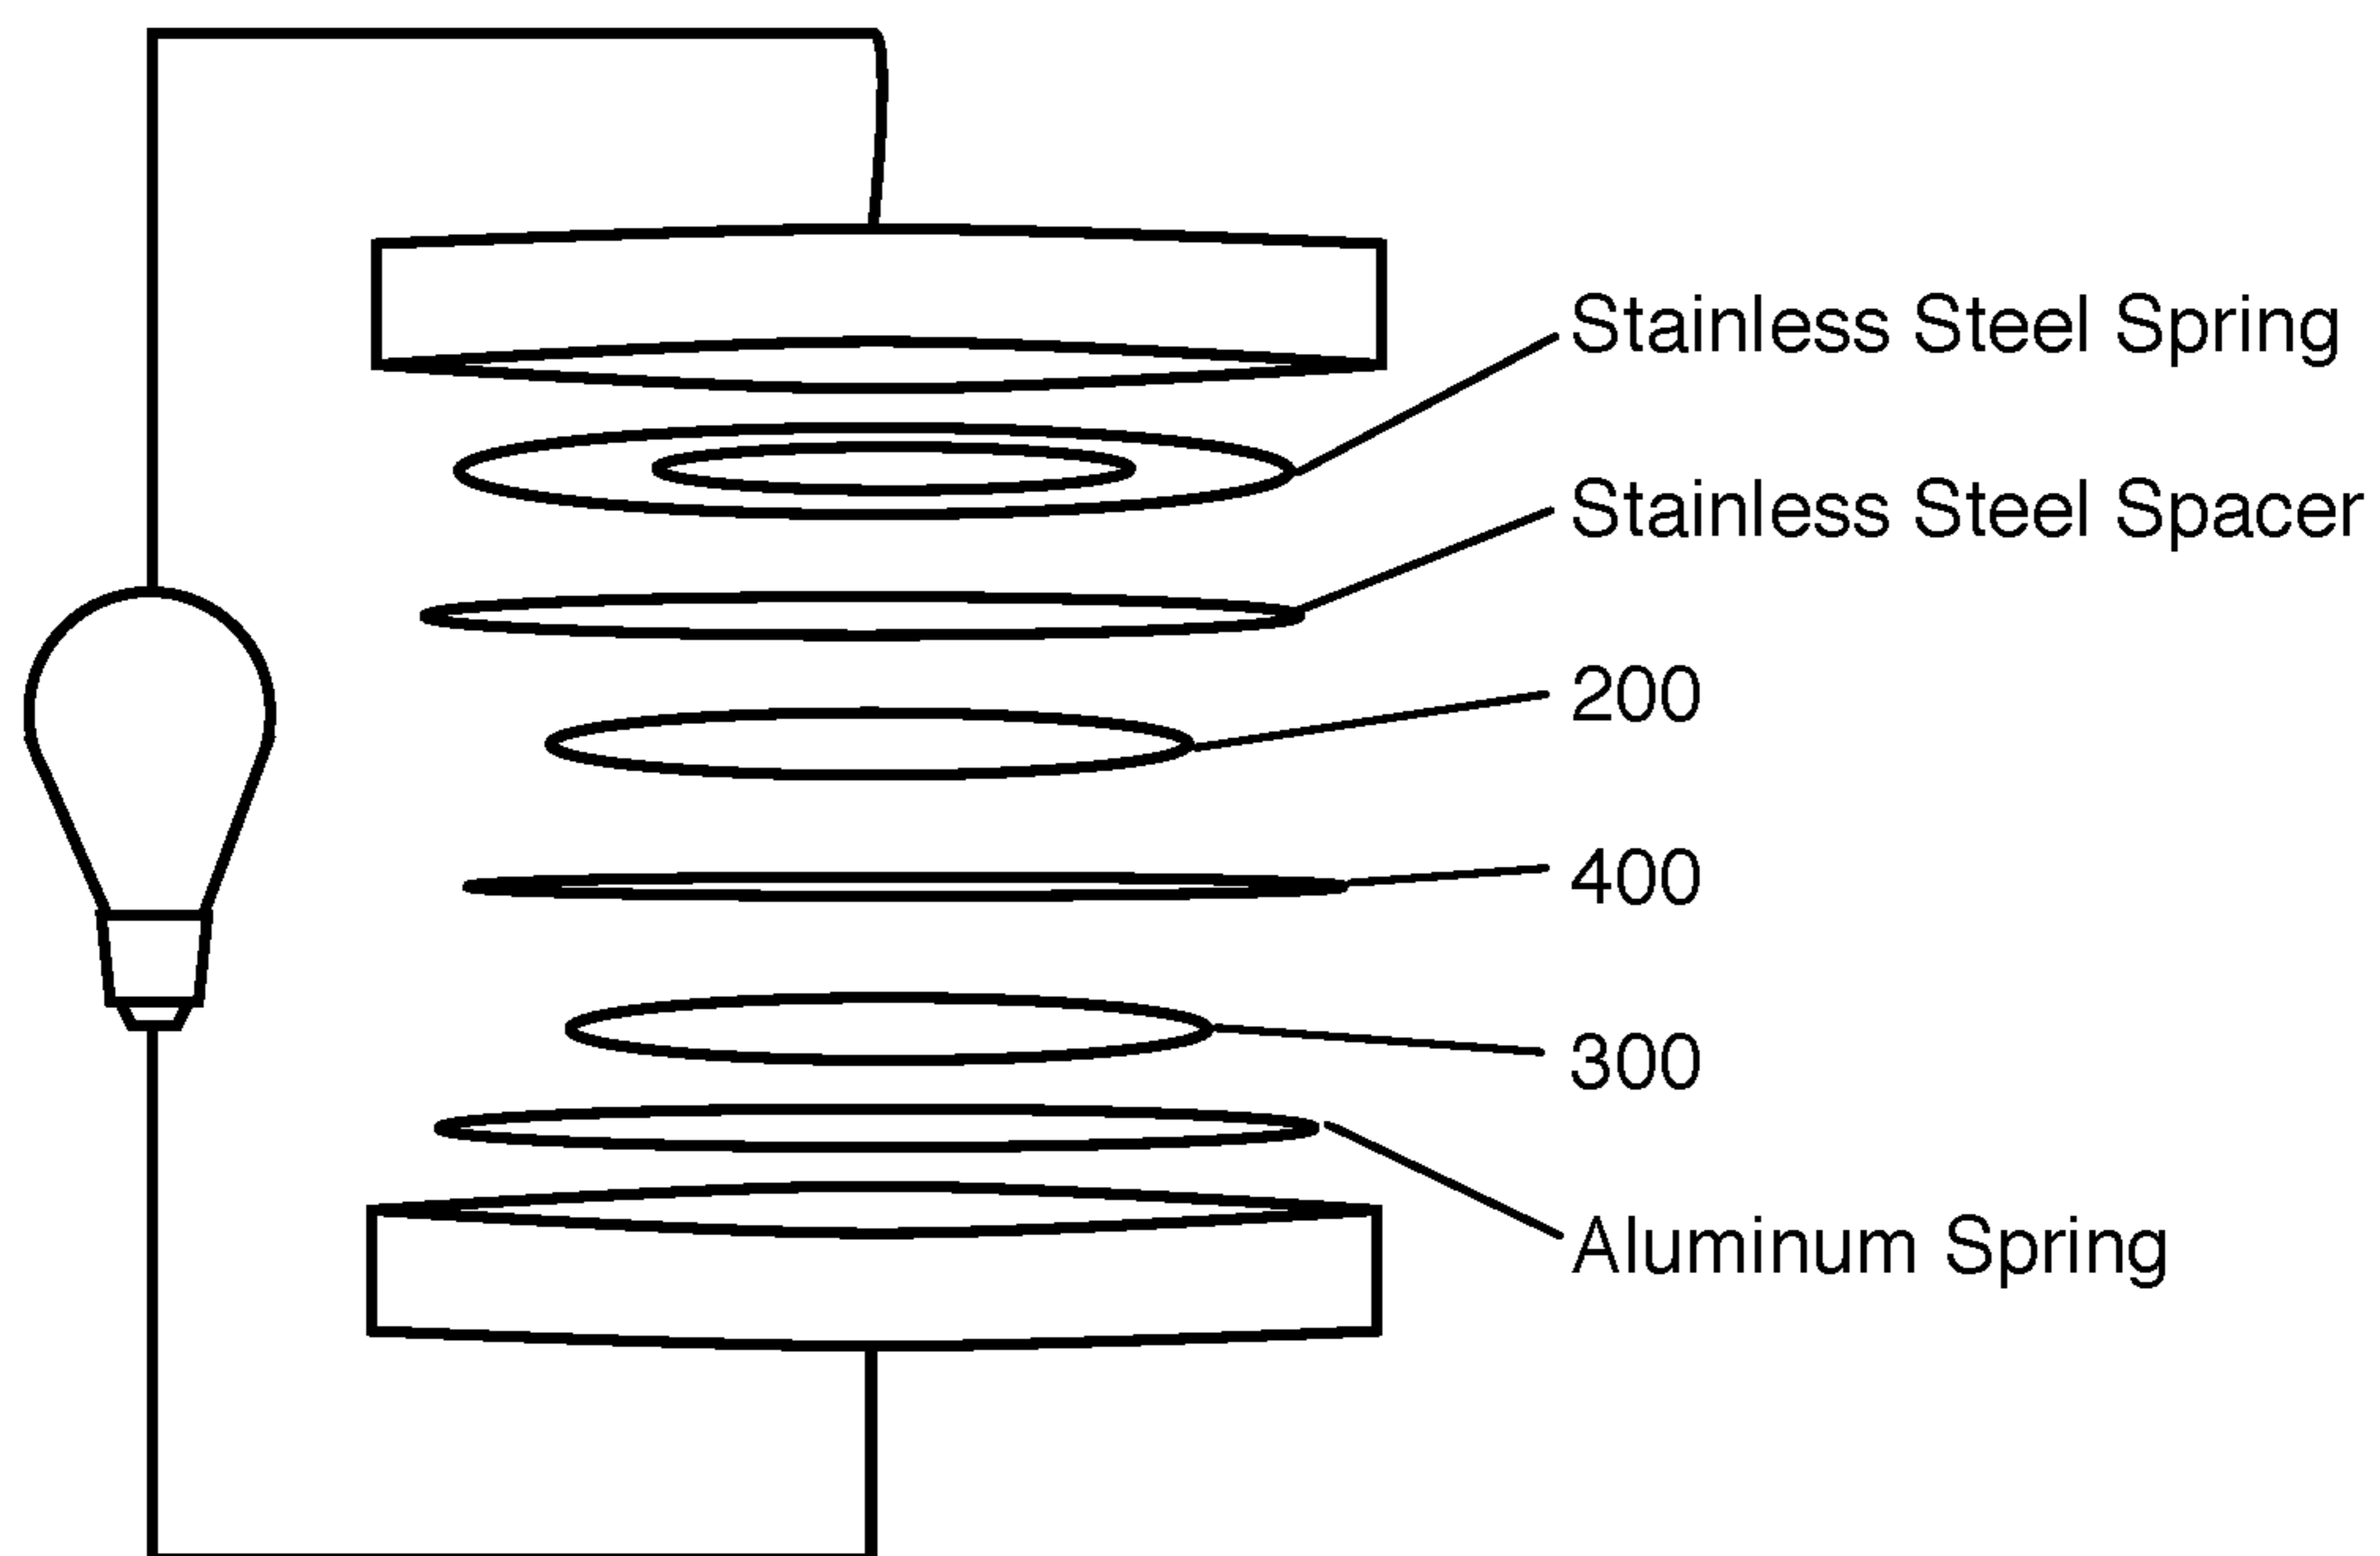 Stainless Steel Spring
Stainless Steel Spacer
200
400
300
Aluminum Spring